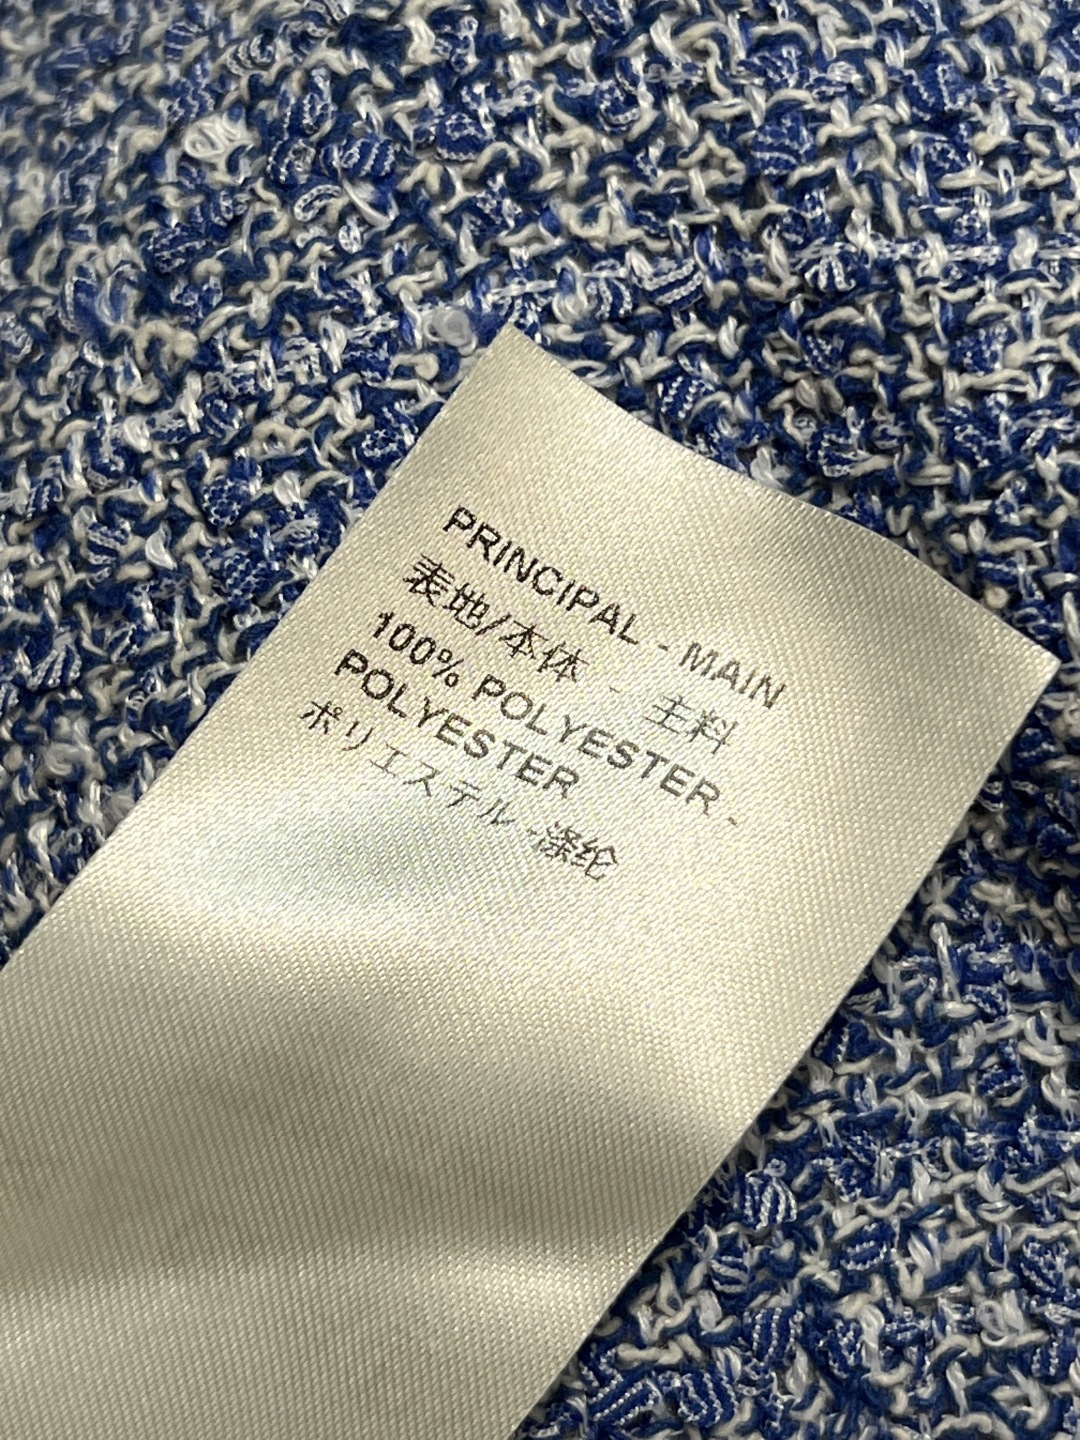 PRINCIPAL - MAIN
表地/本体 - 主料
100% POLYESTER -
POLYESTER
ポリエステル -涤纶